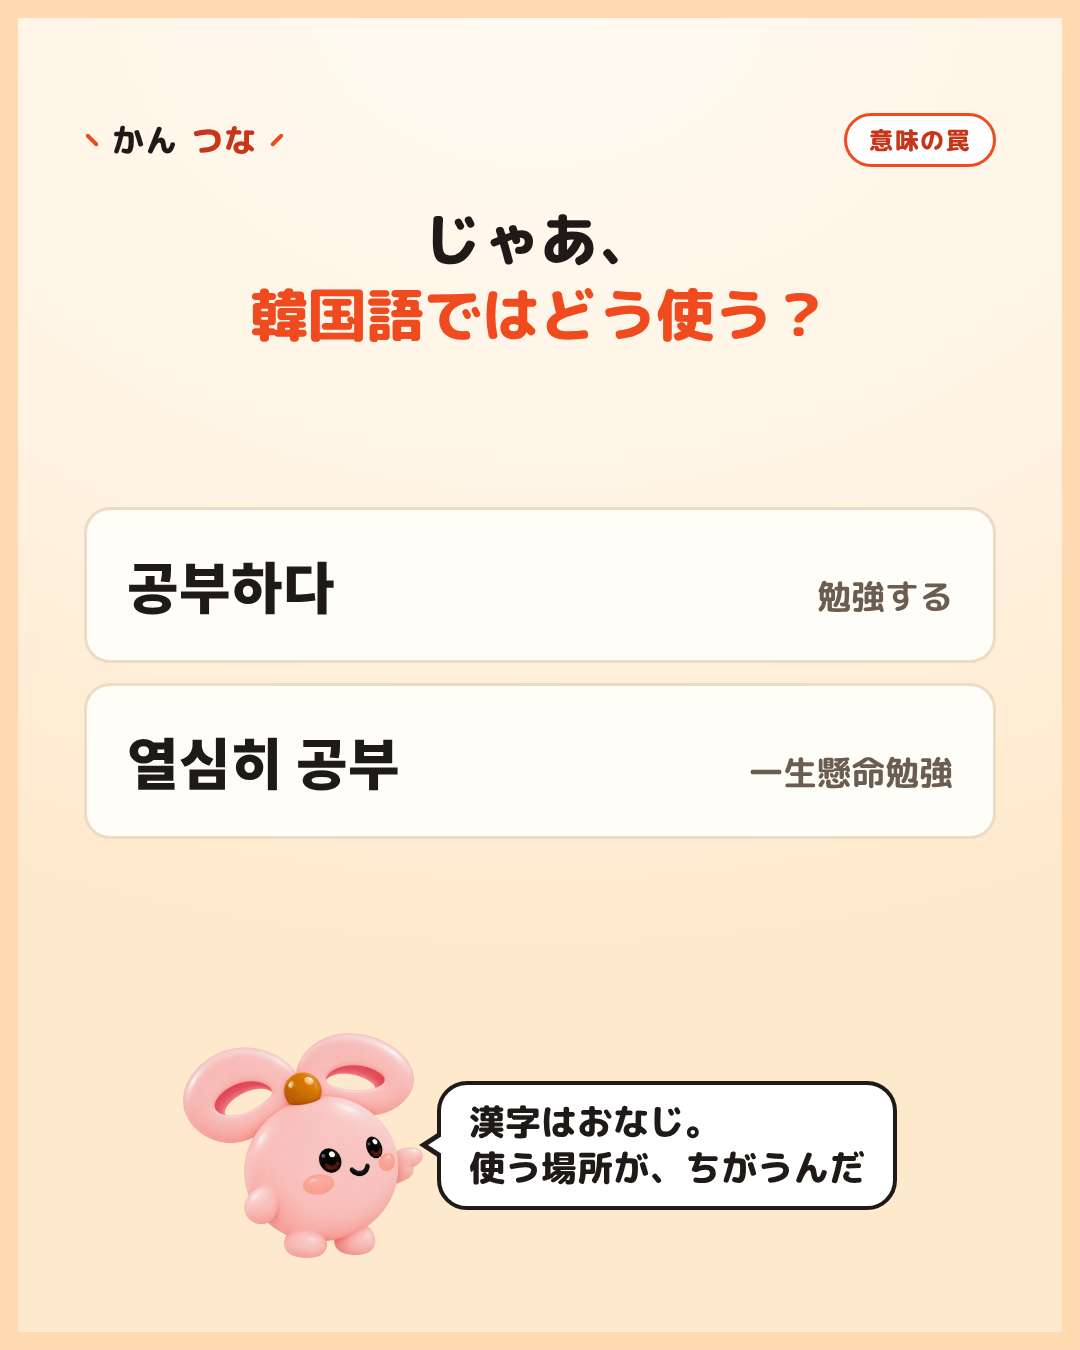 かん つな
意味の罠
じゃあ、
韓国語ではどう使う？
공부하다
勉強する
열심히 공부
一生懸命勉強
漢字はおなじ。
使う場所が、ちがうんだ